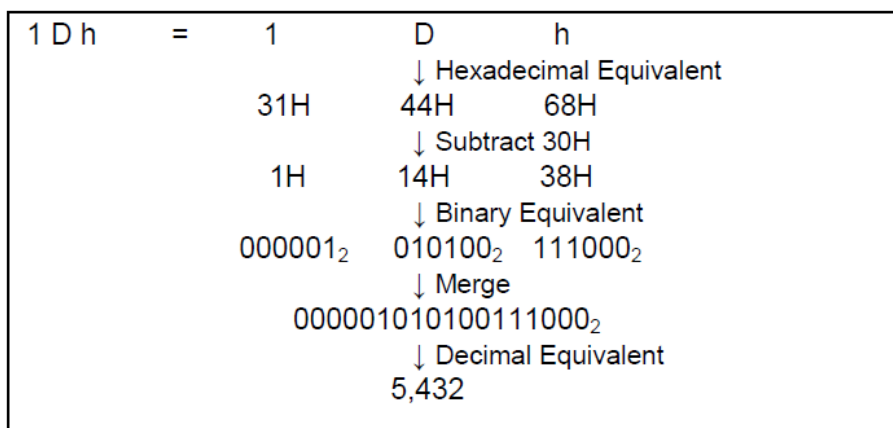 1 D h = 1 D h
↓ Hexadecimal Equivalent
31H 44H 68H
↓ Subtract 30H
1H 14H 38H
↓ Binary Equivalent
000001₂ 010100₂ 111000₂
↓ Merge
000001010100111000₂
↓ Decimal Equivalent
5,432